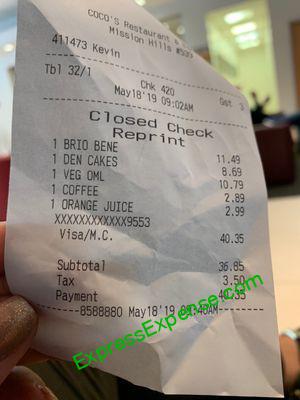 COCO'S Restaurant &
Mission Hills #539
411473 Kevin
Tbl 32/1 Chk 420 Gst 3
May18'19 09:02AM
Closed Check
Reprint
1 BRIO BENE 11.49
1 DEN CAKES 8.69
1 VEG OML 10.79
1 COFFEE 2.89
1 ORANGE JUICE 2.99
XXXXXXXXXXXX9553
Visa/M.C. 40.35
Subtotal 36.85
Tax 3.50
Payment 40.35
-----8588880 May18'19 09:40AM-----
ExpressExpense.com